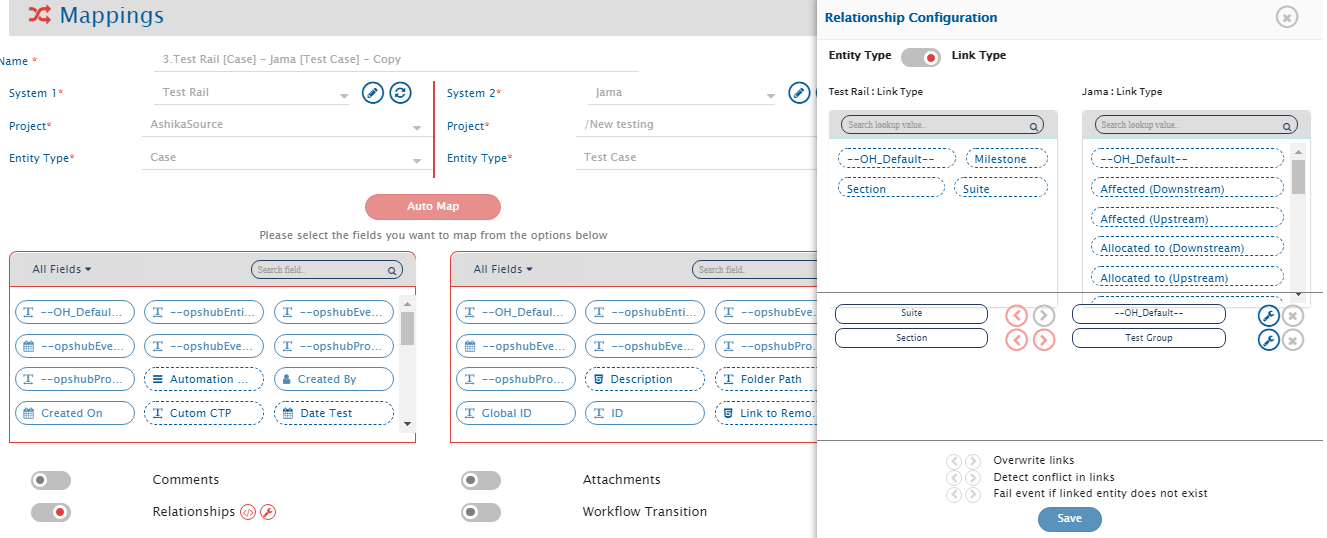 Mappings
Name *
3.Test Rail [Case] - Jama [Test Case] - Copy
System 1*
Test Rail
System 2*
Jama
Project*
AshikaSource
Project*
/New testing
Entity Type*
Case
Entity Type*
Test Case
Auto Map
Please select the fields you want to map from the options below
All Fields
Search field..
--OH_Defaul...
--opshubEnti...
--opshubEve...
--opshubEve...
--opshubEve...
--opshubPro...
--opshubPro...
Automation ...
Created By
Created On
Cutom CTP
Date Test
All Fields
Search field..
--OH_Defaul...
--opshubEnti...
--opshubEve...
--opshubEve...
--opshubEve...
--opshubPro...
--opshubPro...
Description
Folder Path
Global ID
ID
Link to Remo.
Comments
Attachments
Relationships
Workflow Transition
Relationship Configuration
Entity Type
Link Type
Test Rail : Link Type
Jama : Link Type
Search lookup value..
--OH_Default--
Milestone
Section
Suite
Search lookup value..
--OH_Default--
Affected (Downstream)
Affected (Upstream)
Allocated to (Downstream)
Allocated to (Upstream)
Suite
--OH_Default--
Section
Test Group
Overwrite links
Detect conflict in links
Fail event if linked entity does not exist
Save